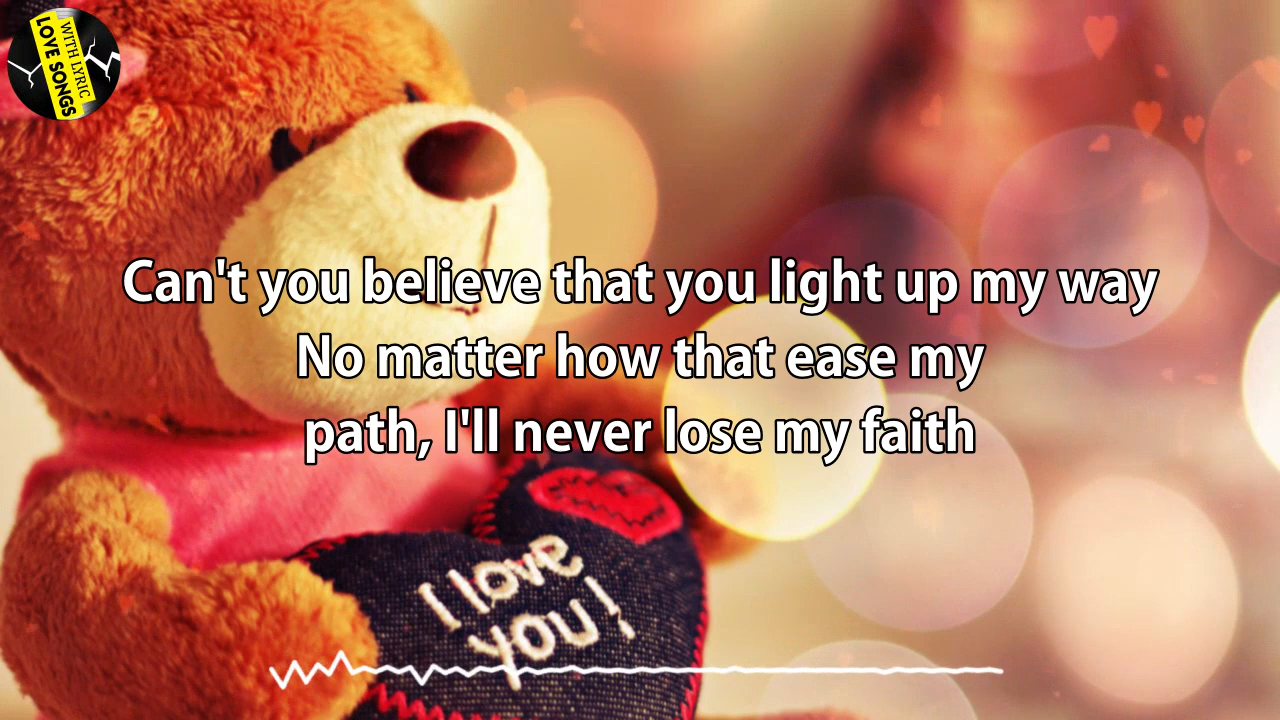 WITH LYRIC
LOVE SONGS
Can't you believe that you light up my way
No matter how that ease my
path, I'll never lose my faith
I love
you!